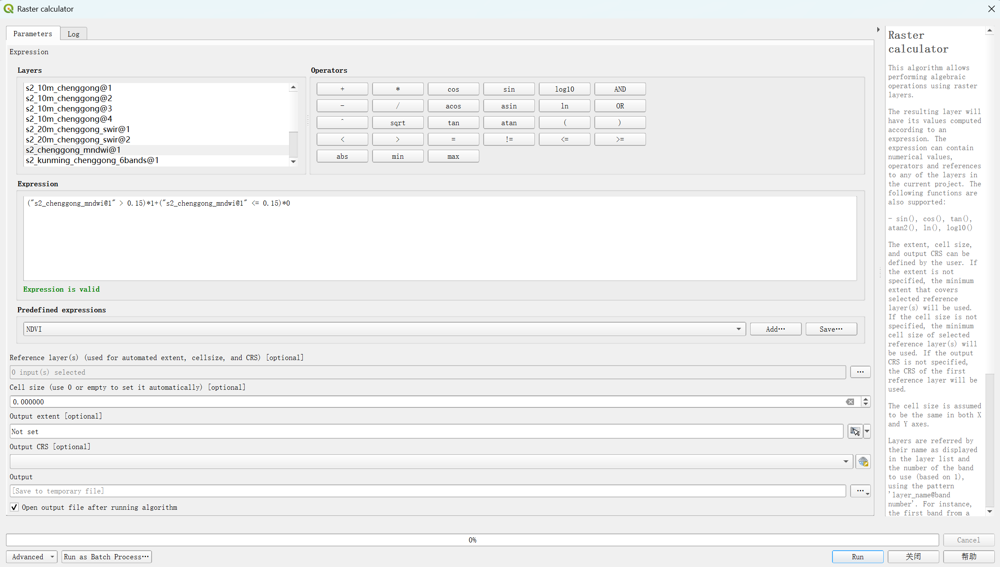 Raster calculator
Parameters
Log
Expression
Layers
s2_10m_chenggong@1
s2_10m_chenggong@2
s2_10m_chenggong@3
s2_10m_chenggong@4
s2_20m_chenggong_swir@1
s2_20m_chenggong_swir@2
s2_chenggong_mndwi@1
s2_kunming_chenggong_6bands@1
Operators
+ * cos sin log10 AND
- / acos asin ln OR
^ sqrt tan atan ( )
< > = != <= >=
abs min max
Expression
("s2_chenggong_mndwi@1" > 0.15)*1+("s2_chenggong_mndwi@1" <= 0.15)*0
Expression is valid
Predefined expressions
NDVI
Add…
Save…
Reference layer(s) (used for automated extent, cellsize, and CRS) [optional]
0 input(s) selected
…
Cell size (use 0 or empty to set it automatically) [optional]
0.000000
Output extent [optional]
Not set
Output CRS [optional]
Output
[Save to temporary file]
…
Open output file after running algorithm
Raster
calculator
This algorithm allows
performing algebraic
operations using raster
layers.
The resulting layer will
have its values computed
according to an
expression. The
expression can contain
numerical values,
operators and references
to any of the layers in
the current project. The
following functions are
also supported:
- sin(), cos(), tan(),
atan2(), ln(), log10()
The extent, cell size,
and output CRS can be
defined by the user. If
the extent is not
specified, the minimum
extent that covers
selected reference
layer(s) will be used.
If the cell size is not
specified, the minimum
cell size of selected
reference layer(s) will
be used. If the output
CRS is not specified,
the CRS of the first
reference layer will be
used.
The cell size is assumed
to be the same in both X
and Y axes.
Layers are referred by
their name as displayed
in the layer list and
the number of the band
to use (based on 1),
using the pattern
'layer_name@band
number'. For instance,
the first band from a
0%
Cancel
Advanced
Run as Batch Process…
Run
关闭
帮助